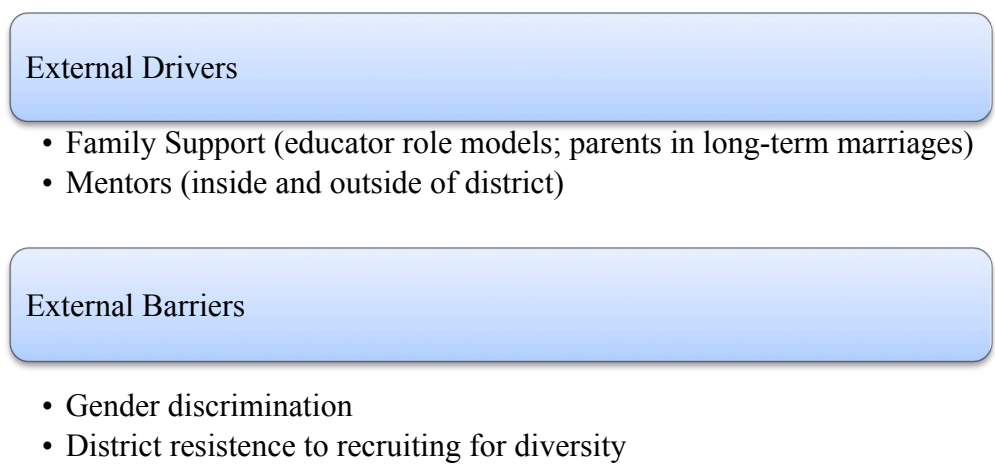 External Drivers
• Family Support (educator role models; parents in long-term marriages)
• Mentors (inside and outside of district)
External Barriers
• Gender discrimination
• District resistence to recruiting for diversity